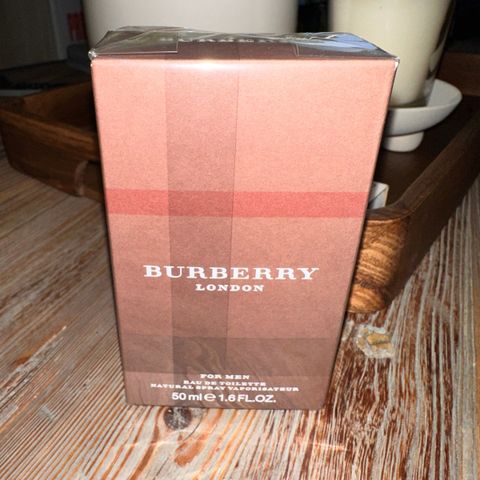 BURBERRY
LONDON
FOR MEN
EAU DE TOILETTE
NATURAL SPRAY VAPORISATEUR
50 ml e 1.6 FL.OZ.